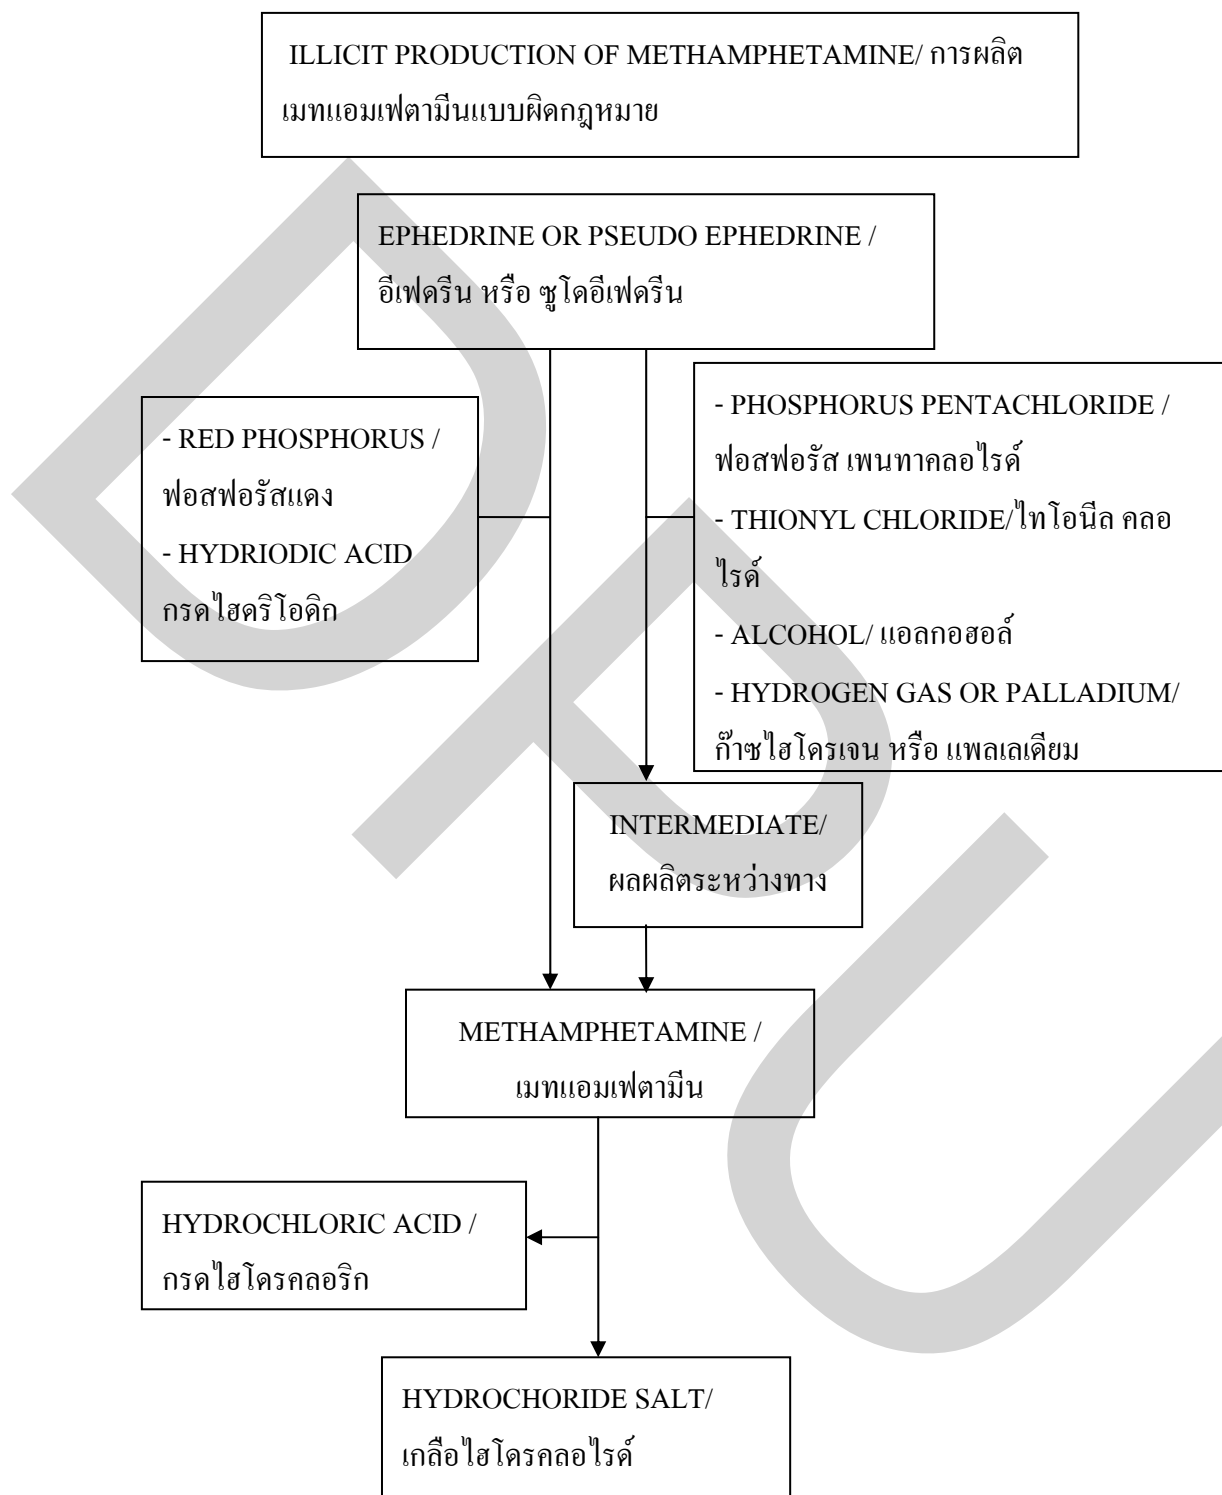 ILLICIT PRODUCTION OF METHAMPHETAMINE/ การผลิต
เมทแอมเฟตามีนแบบผิดกฎหมาย
EPHEDRINE OR PSEUDO EPHEDRINE /
อีเฟดรีน หรือ ซูโดอีเฟดรีน
- RED PHOSPHORUS /
ฟอสฟอรัสแดง
- HYDRIODIC ACID
กรดไฮดริโอดิก
- PHOSPHORUS PENTACHLORIDE /
ฟอสฟอรัส เพนทาคลอไรด์
- THIONYL CHLORIDE/ไทโอนีล คลอ
ไรด์
- ALCOHOL/ แอลกอฮอล์
- HYDROGEN GAS OR PALLADIUM/
ก๊าซไฮโดรเจน หรือ แพลเลเดียม
INTERMEDIATE/
ผลผลิตระหว่างทาง
METHAMPHETAMINE /
เมทแอมเฟตามีน
HYDROCHLORIC ACID /
กรดไฮโดรคลอริก
HYDROCHORIDE SALT/
เกลือไฮโดรคลอไรด์
DPU